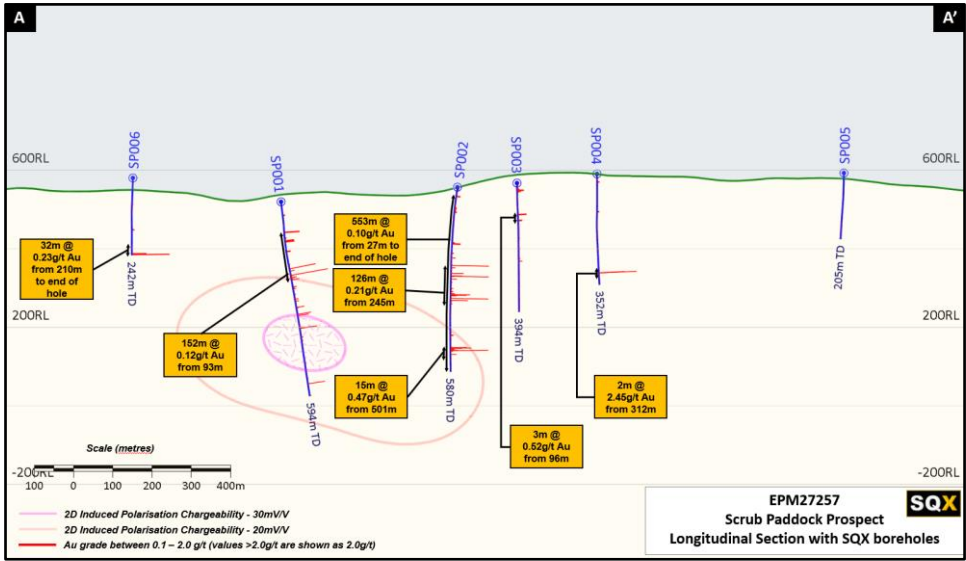 A
A'
600RL
600RL
SP006
SP001
SP002
SP003
SP004
SP005
32m @
0.23g/t Au
from 210m
to end of
hole
242m TD
553m @
0.10g/t Au
from 27m to
end of hole
126m @
0.21g/t Au
from 245m
205m TD
200RL
200RL
152m @
0.12g/t Au
from 93m
394m TD
352m TD
15m @
0.47g/t Au
from 501m
580m TD
594m TD
2m @
2.45g/t Au
from 312m
3m @
0.52g/t Au
from 96m
Scale (metres)
-200RL
-200RL
100 0 100 200 300 400m
2D Induced Polarisation Chargeability - 30mV/V
2D Induced Polarisation Chargeability - 20mV/V
Au grade between 0.1 – 2.0 g/t (values >2.0g/t are shown as 2.0g/t)
EPM27257
SQX
Scrub Paddock Prospect
Longitudinal Section with SQX boreholes